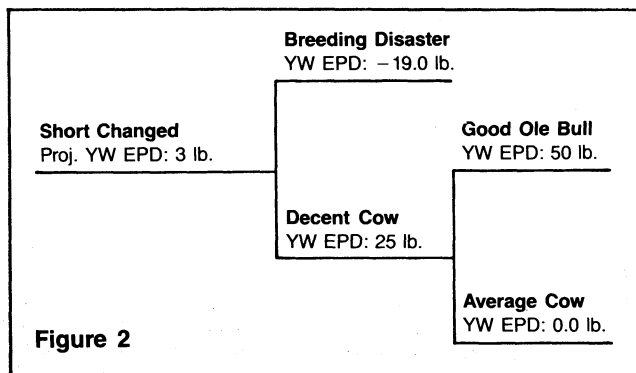 Breeding Disaster
YW EPD: – 19.0 lb.
Short Changed
Proj. YW EPD: 3 lb.
Good Ole Bull
YW EPD: 50 lb.
Decent Cow
YW EPD: 25 lb.
Average Cow
YW EPD: 0.0 lb.
Figure 2